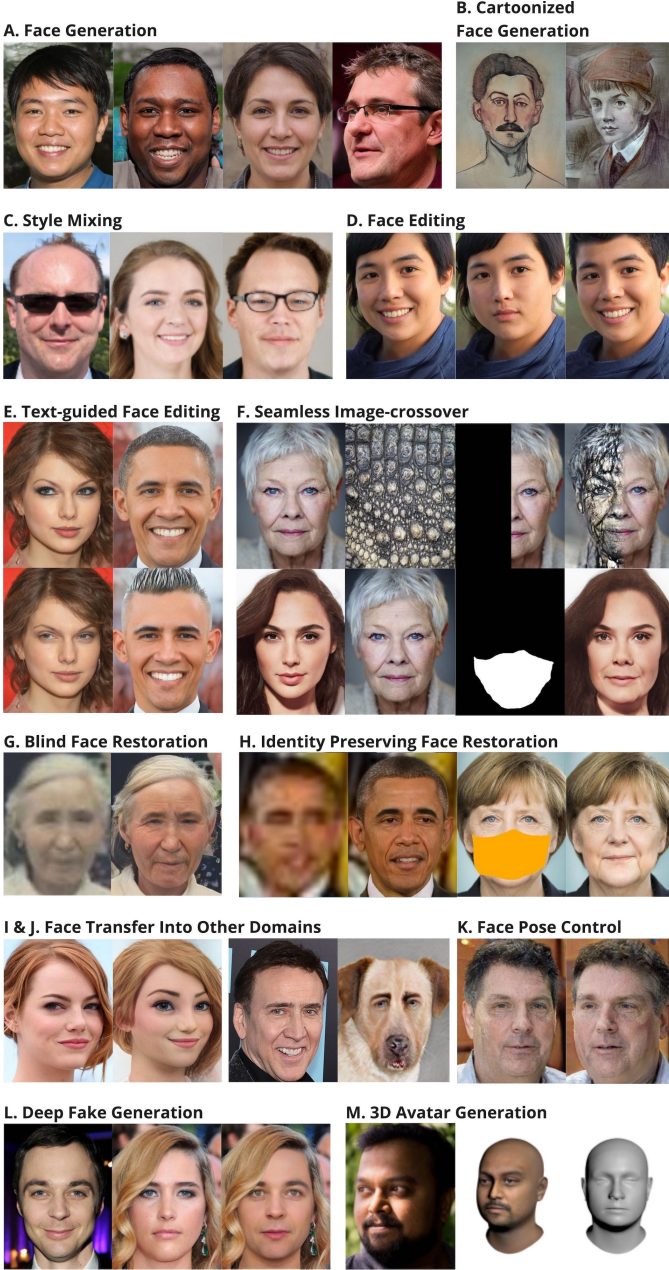 A. Face Generation
B. Cartoonized
Face Generation
C. Style Mixing
D. Face Editing
E. Text-guided Face Editing
F. Seamless Image-crossover
G. Blind Face Restoration
H. Identity Preserving Face Restoration
I & J. Face Transfer Into Other Domains
K. Face Pose Control
L. Deep Fake Generation
M. 3D Avatar Generation